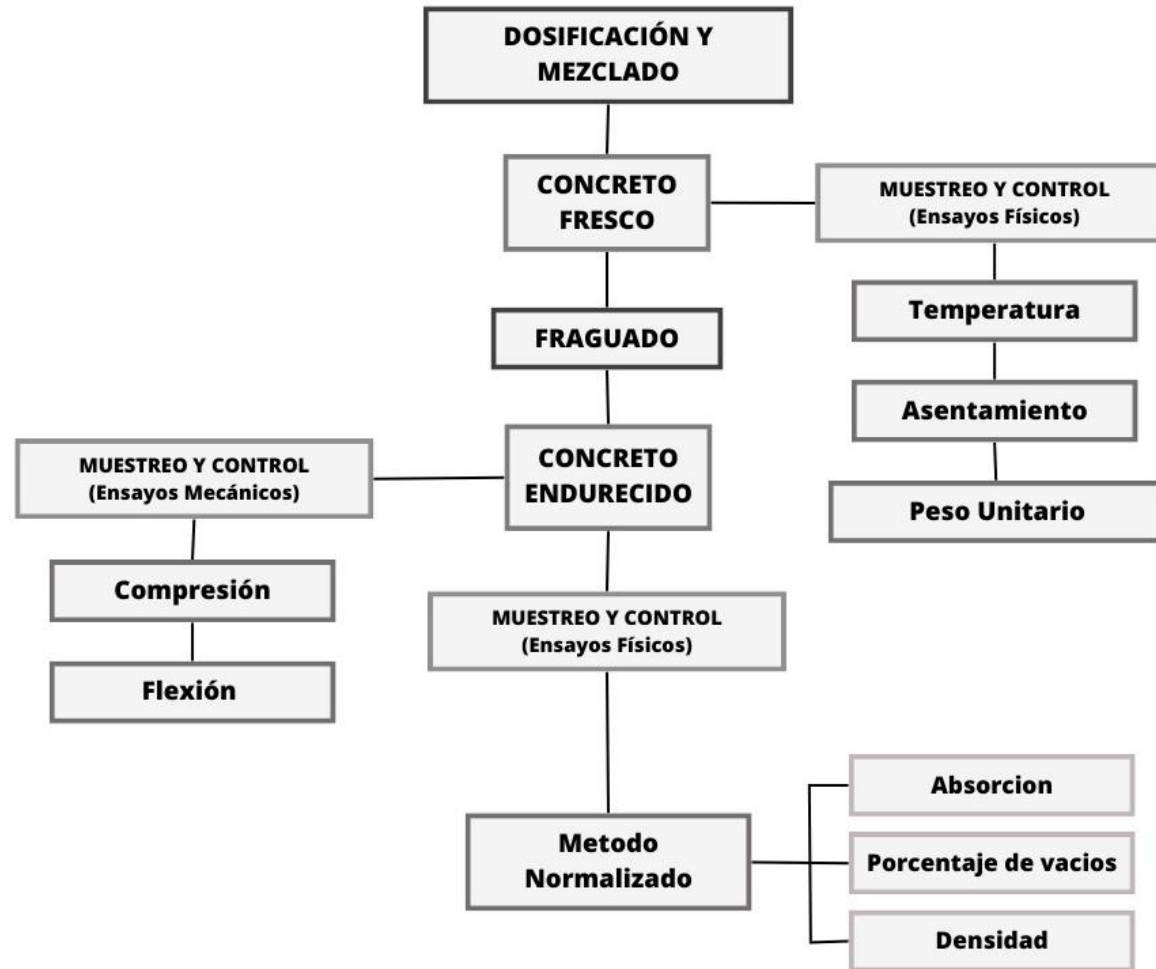 DOSIFICACIÓN Y
MEZCLADO
CONCRETO
FRESCO
MUESTREO Y CONTROL
(Ensayos Físicos)
Temperatura
Asentamiento
Peso Unitario
FRAGUADO
CONCRETO
ENDURECIDO
MUESTREO Y CONTROL
(Ensayos Mecánicos)
Compresión
Flexión
MUESTREO Y CONTROL
(Ensayos Físicos)
Metodo
Normalizado
Absorcion
Porcentaje de vacios
Densidad